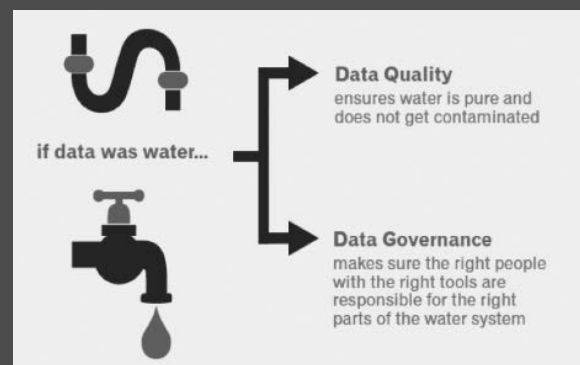 if data was water...
Data Quality
ensures water is pure and
does not get contaminated
Data Governance
makes sure the right people
with the right tools are
responsible for the right
parts of the water system